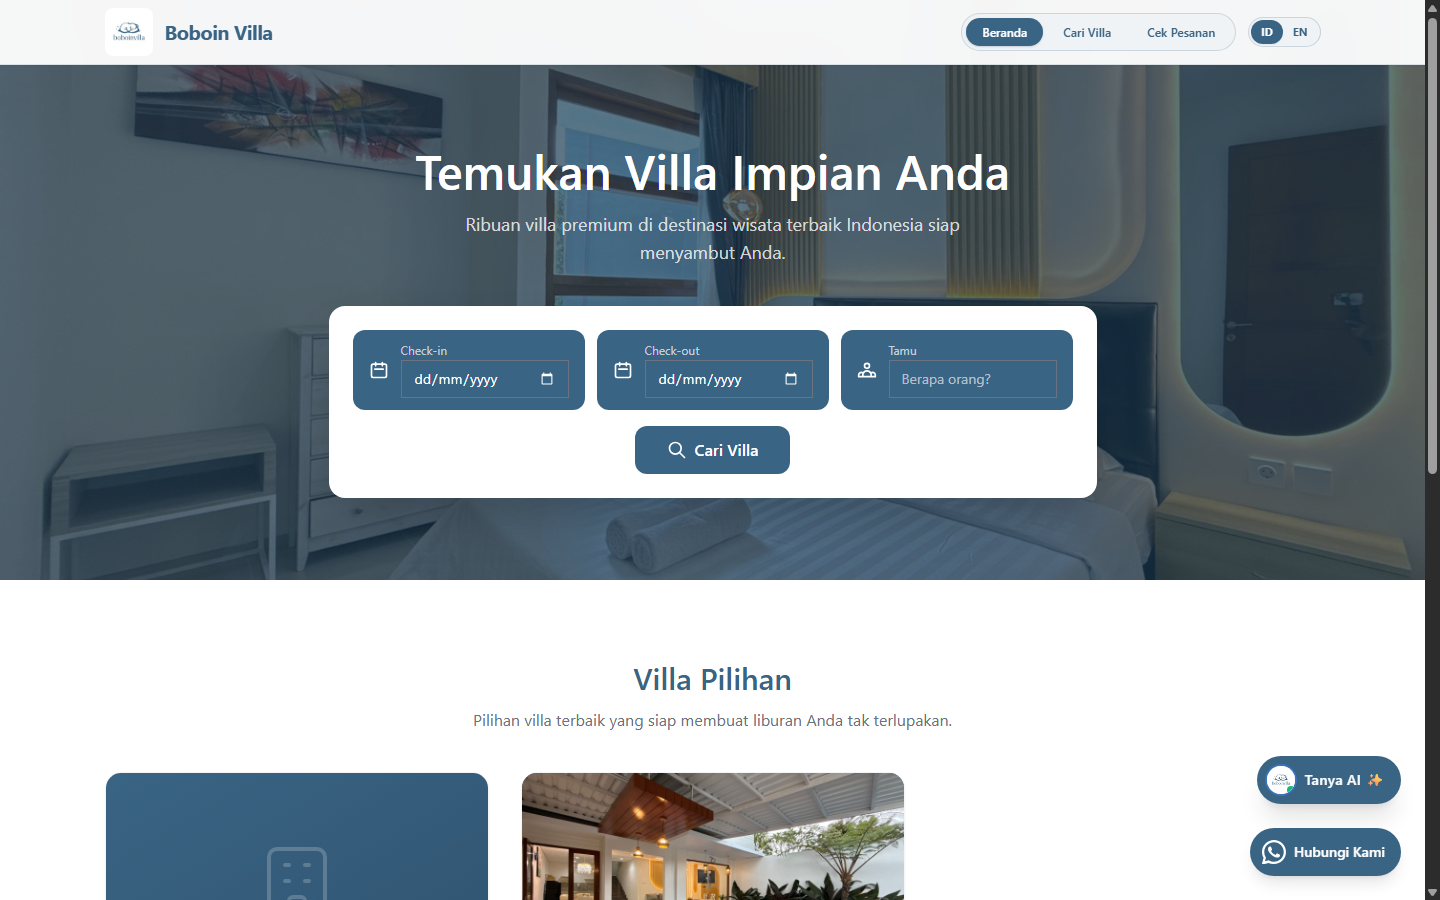 boboinvilla
Boboin Villa
Beranda
Cari Villa
Cek Pesanan
ID
EN
Temukan Villa Impian Anda
Ribuan villa premium di destinasi wisata terbaik Indonesia siap
menyambut Anda.
Check-in
dd/mm/yyyy
Check-out
dd/mm/yyyy
Tamu
Berapa orang?
Cari Villa
Villa Pilihan
Pilihan villa terbaik yang siap membuat liburan Anda tak terlupakan.
Tanya AI ✨
Hubungi Kami